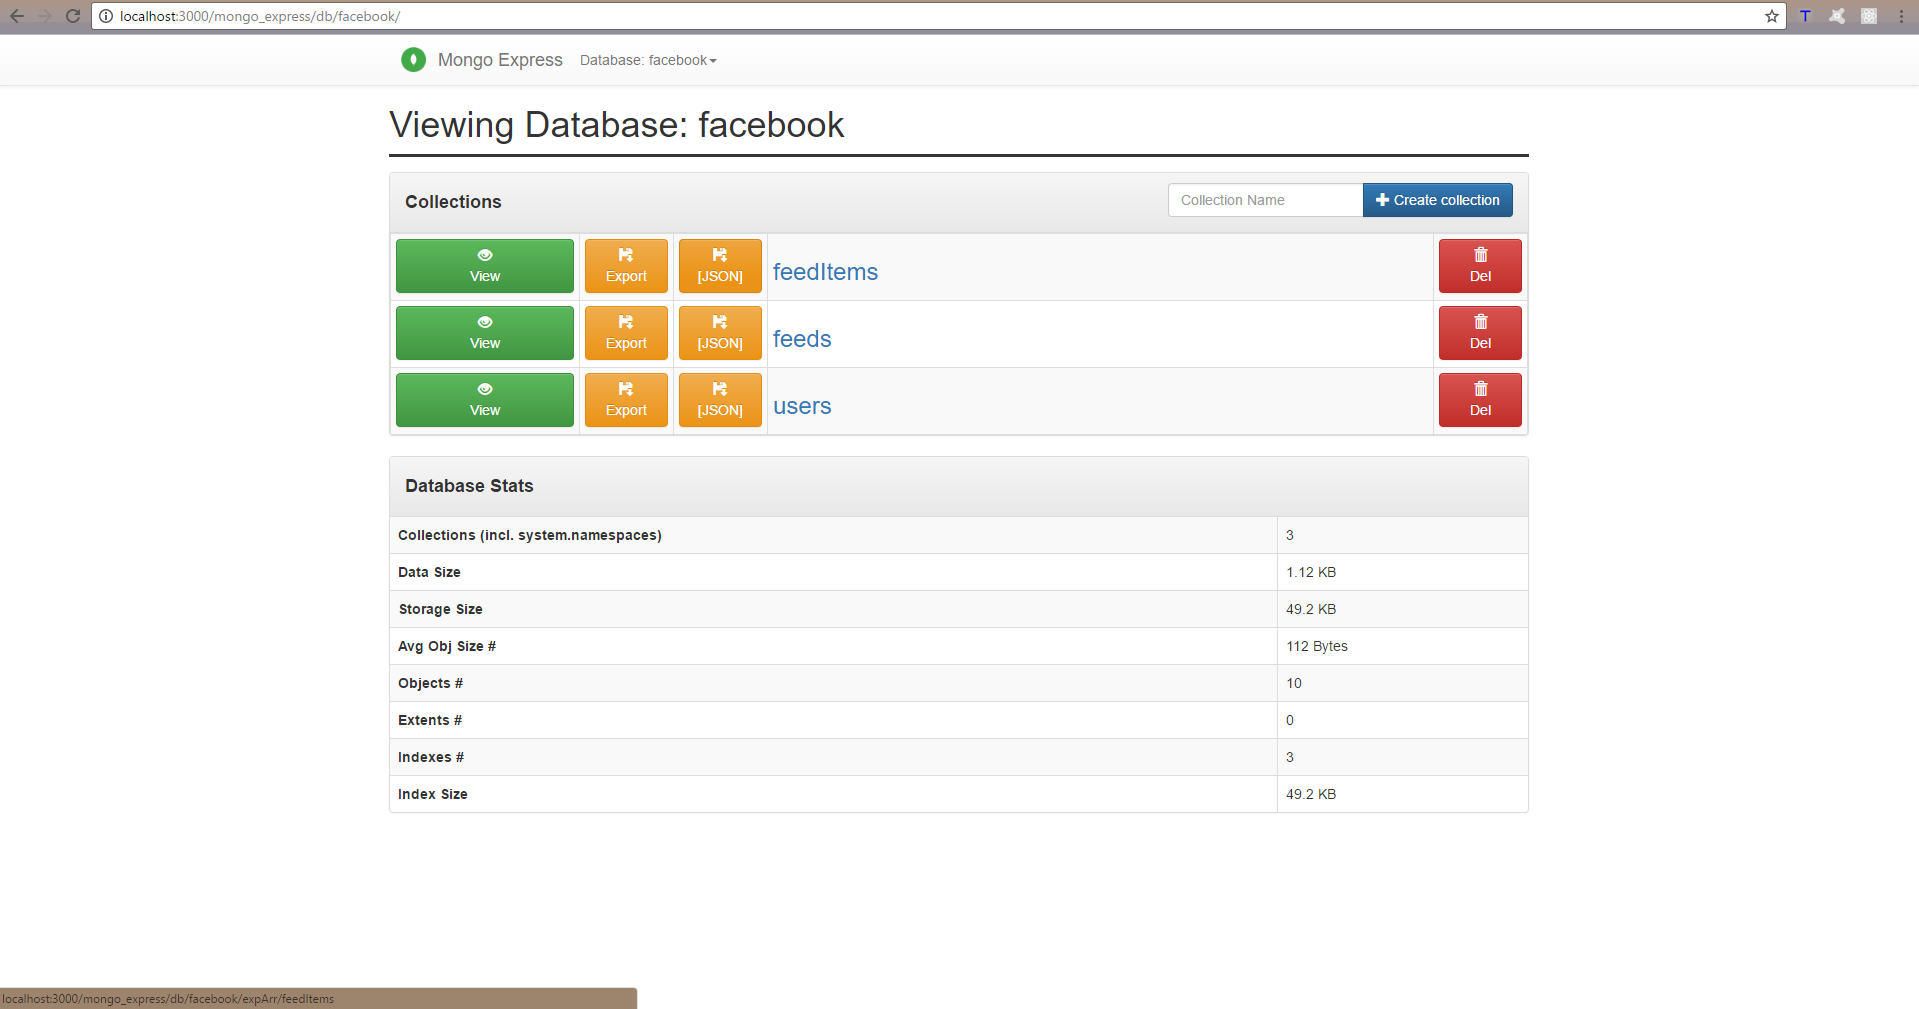 localhost:3000/mongo_express/db/facebook/
T
Mongo Express Database: facebook
Viewing Database: facebook
Collections Collection Name Create collection
View Export [JSON] feedItems Del
View Export [JSON] feeds Del
View Export [JSON] users Del
Database Stats
Collections (incl. system.namespaces) 3
Data Size 1.12 KB
Storage Size 49.2 KB
Avg Obj Size # 112 Bytes
Objects # 10
Extents # 0
Indexes # 3
Index Size 49.2 KB
localhost:3000/mongo_express/db/facebook/expArr/feedItems